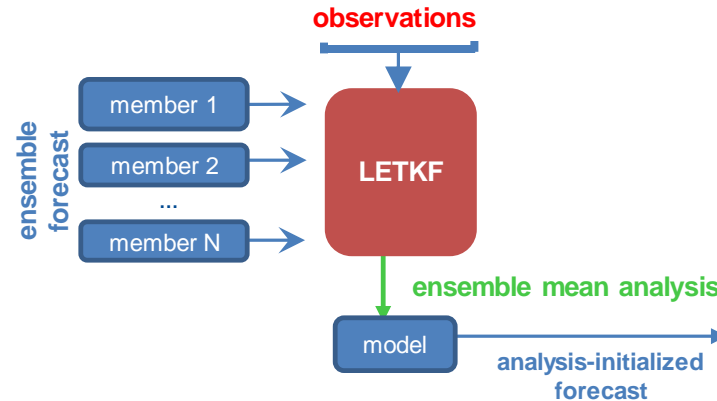 observations
ensemble
forecast
member 1
member 2
...
member N
LETKF
ensemble mean analysis
model
analysis-initialized
forecast